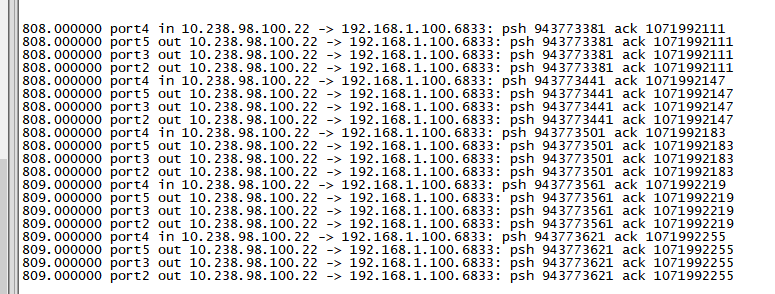 808.000000 port4 in 10.238.98.100.22 -> 192.168.1.100.6833: psh 943773381 ack 1071992111
808.000000 port5 out 10.238.98.100.22 -> 192.168.1.100.6833: psh 943773381 ack 1071992111
808.000000 port3 out 10.238.98.100.22 -> 192.168.1.100.6833: psh 943773381 ack 1071992111
808.000000 port2 out 10.238.98.100.22 -> 192.168.1.100.6833: psh 943773381 ack 1071992111
808.000000 port4 in 10.238.98.100.22 -> 192.168.1.100.6833: psh 943773441 ack 1071992147
808.000000 port5 out 10.238.98.100.22 -> 192.168.1.100.6833: psh 943773441 ack 1071992147
808.000000 port3 out 10.238.98.100.22 -> 192.168.1.100.6833: psh 943773441 ack 1071992147
808.000000 port2 out 10.238.98.100.22 -> 192.168.1.100.6833: psh 943773441 ack 1071992147
808.000000 port4 in 10.238.98.100.22 -> 192.168.1.100.6833: psh 943773501 ack 1071992183
808.000000 port5 out 10.238.98.100.22 -> 192.168.1.100.6833: psh 943773501 ack 1071992183
808.000000 port3 out 10.238.98.100.22 -> 192.168.1.100.6833: psh 943773501 ack 1071992183
808.000000 port2 out 10.238.98.100.22 -> 192.168.1.100.6833: psh 943773501 ack 1071992183
809.000000 port4 in 10.238.98.100.22 -> 192.168.1.100.6833: psh 943773561 ack 1071992219
809.000000 port5 out 10.238.98.100.22 -> 192.168.1.100.6833: psh 943773561 ack 1071992219
809.000000 port3 out 10.238.98.100.22 -> 192.168.1.100.6833: psh 943773561 ack 1071992219
809.000000 port2 out 10.238.98.100.22 -> 192.168.1.100.6833: psh 943773561 ack 1071992219
809.000000 port4 in 10.238.98.100.22 -> 192.168.1.100.6833: psh 943773621 ack 1071992255
809.000000 port5 out 10.238.98.100.22 -> 192.168.1.100.6833: psh 943773621 ack 1071992255
809.000000 port3 out 10.238.98.100.22 -> 192.168.1.100.6833: psh 943773621 ack 1071992255
809.000000 port2 out 10.238.98.100.22 -> 192.168.1.100.6833: psh 943773621 ack 1071992255